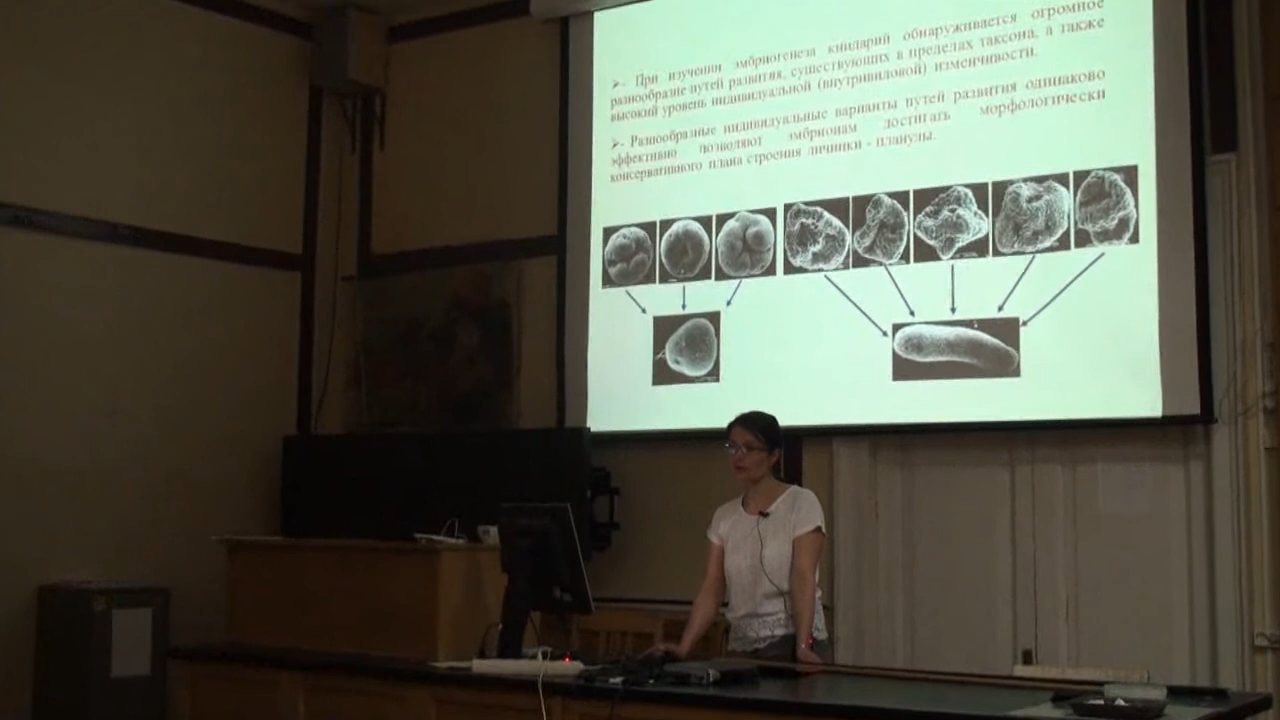 ➢- При изучении эмбриогенеза книдарий обнаруживается огромное
разнообразие путей развития, существующих в пределах таксона, а также
высокий уровень индивидуальной (внутривидовой) изменчивости.
➢- Разнообразные индивидуальные варианты путей развития одинаково
эффективно позволяют эмбрионам достигать морфологически
консервативного плана строения личинки - планулы.